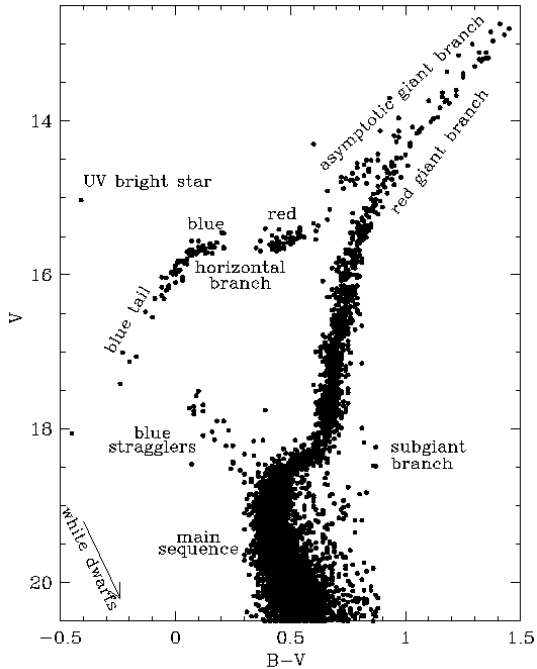 asymptotic giant branch
red giant branch
UV bright star
blue
red
horizontal
branch
blue tail
blue
stragglers
subgiant
branch
main
sequence
white dwarfs
V
14
16
18
20
-0.5
0
0.5
1
1.5
B-V